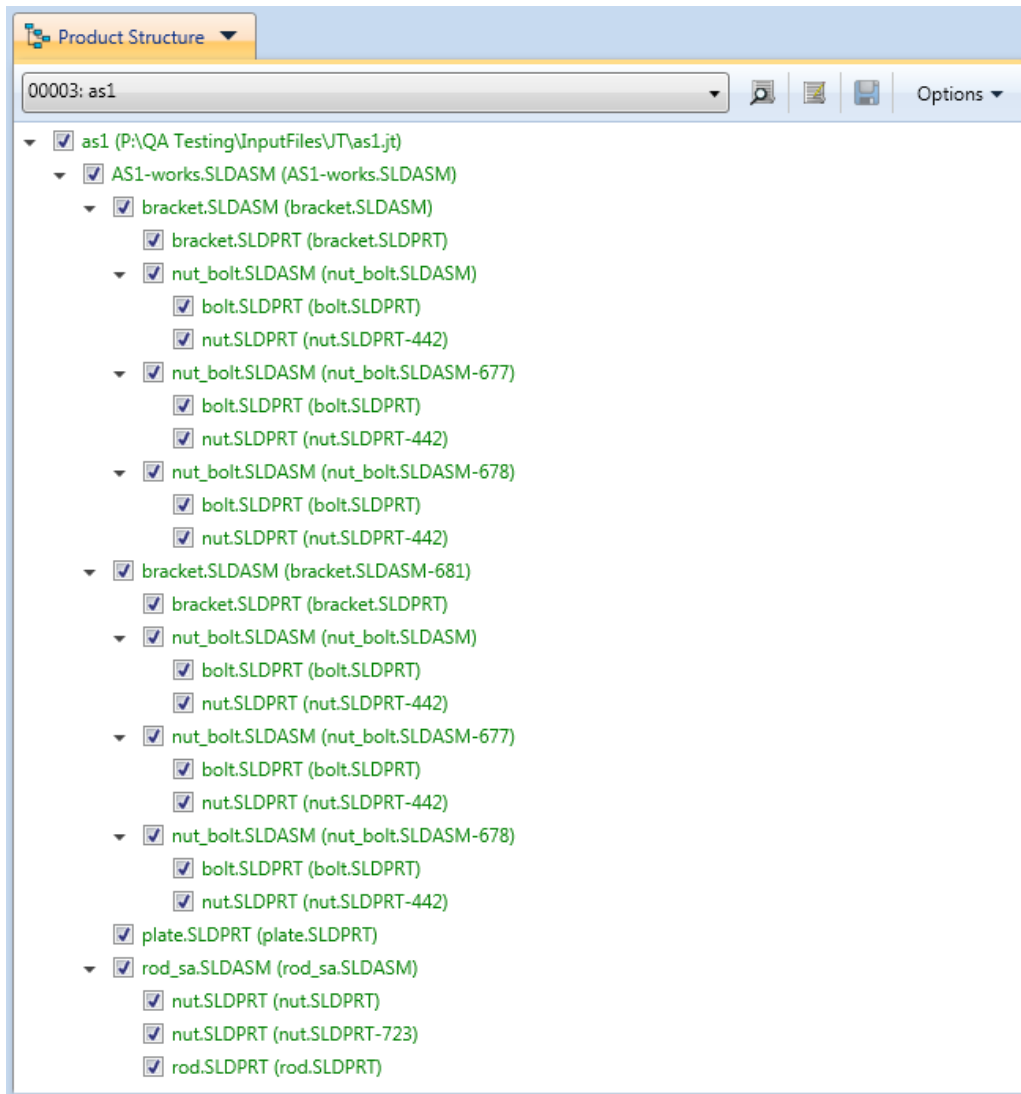 Product Structure
00003: as1
Options
as1 (P:\QA Testing\InputFiles\JT\as1.jt)
AS1-works.SLDASM (AS1-works.SLDASM)
bracket.SLDASM (bracket.SLDASM)
bracket.SLDPRT (bracket.SLDPRT)
nut_bolt.SLDASM (nut_bolt.SLDASM)
bolt.SLDPRT (bolt.SLDPRT)
nut.SLDPRT (nut.SLDPRT-442)
nut_bolt.SLDASM (nut_bolt.SLDASM-677)
bolt.SLDPRT (bolt.SLDPRT)
nut.SLDPRT (nut.SLDPRT-442)
nut_bolt.SLDASM (nut_bolt.SLDASM-678)
bolt.SLDPRT (bolt.SLDPRT)
nut.SLDPRT (nut.SLDPRT-442)
bracket.SLDASM (bracket.SLDASM-681)
bracket.SLDPRT (bracket.SLDPRT)
nut_bolt.SLDASM (nut_bolt.SLDASM)
bolt.SLDPRT (bolt.SLDPRT)
nut.SLDPRT (nut.SLDPRT-442)
nut_bolt.SLDASM (nut_bolt.SLDASM-677)
bolt.SLDPRT (bolt.SLDPRT)
nut.SLDPRT (nut.SLDPRT-442)
nut_bolt.SLDASM (nut_bolt.SLDASM-678)
bolt.SLDPRT (bolt.SLDPRT)
nut.SLDPRT (nut.SLDPRT-442)
plate.SLDPRT (plate.SLDPRT)
rod_sa.SLDASM (rod_sa.SLDASM)
nut.SLDPRT (nut.SLDPRT)
nut.SLDPRT (nut.SLDPRT-723)
rod.SLDPRT (rod.SLDPRT)